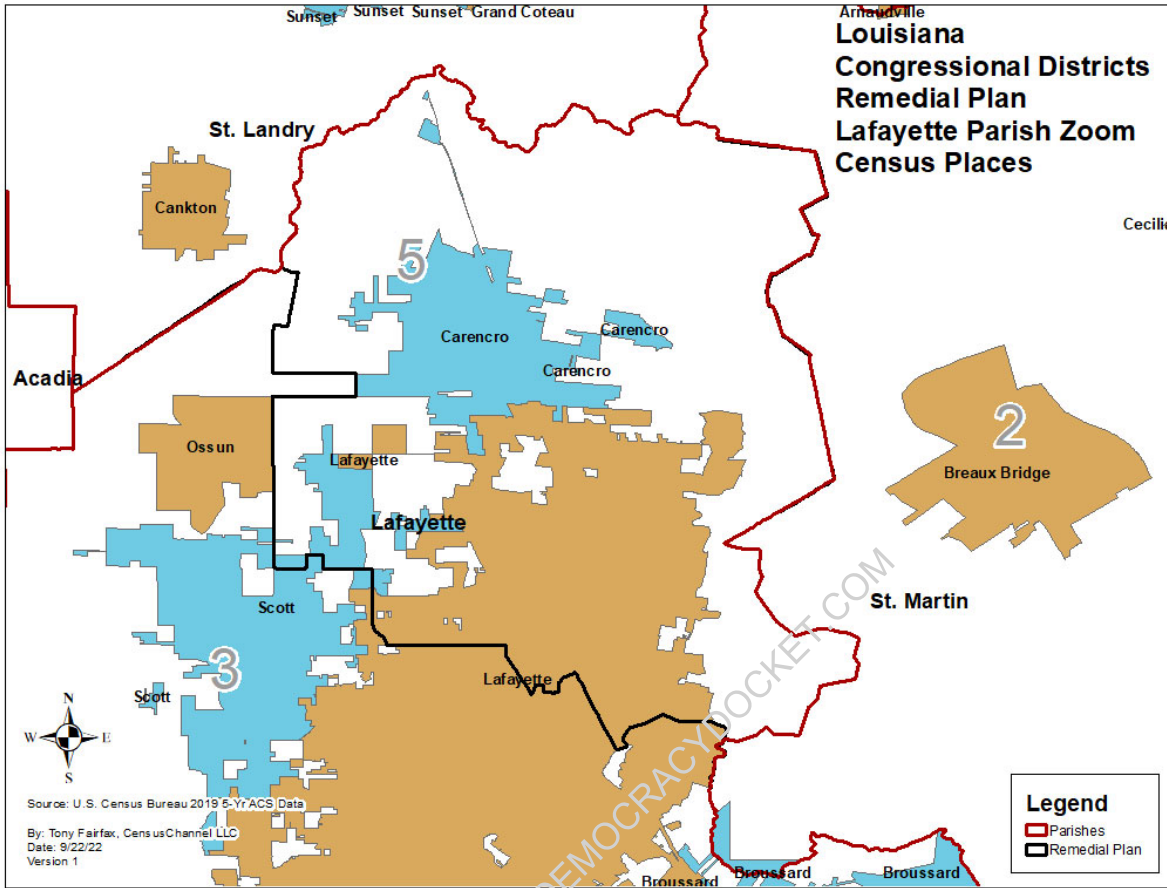 Sunset
Sunset
Sunset
Grand Coteau
Arnaudville
Louisiana
Congressional Districts
Remedial Plan
Lafayette Parish Zoom
Census Places
St. Landry
Cankton
Cecilia
5
Carencro
Carencro
Carencro
Acadia
2
Breaux Bridge
Ossun
Lafayette
Lafayette
Scott
St. Martin
3
Scott
Lafayette
N
W
E
S
Source: U.S. Census Bureau 2019 5-Yr ACS Data
By: Tony Fairfax, CensusChannel LLC
Date: 9/22/22
Version 1
Legend
Parishes
Remedial Plan
Broussard
Broussard
Broussard
DEMOCRACYDOCKET.COM